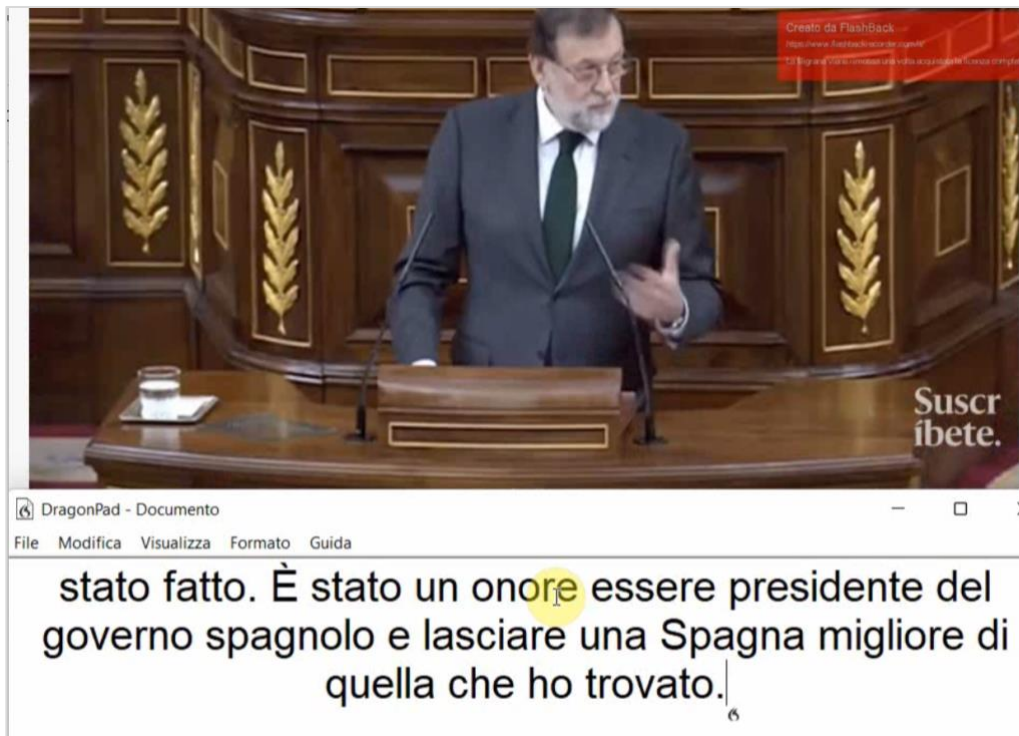 Creato da FlashBack
Suscr
íbete.
DragonPad - Documento
File Modifica Visualizza Formato Guida
stato fatto. È stato un onore essere presidente del
governo spagnolo e lasciare una Spagna migliore di
quella che ho trovato.